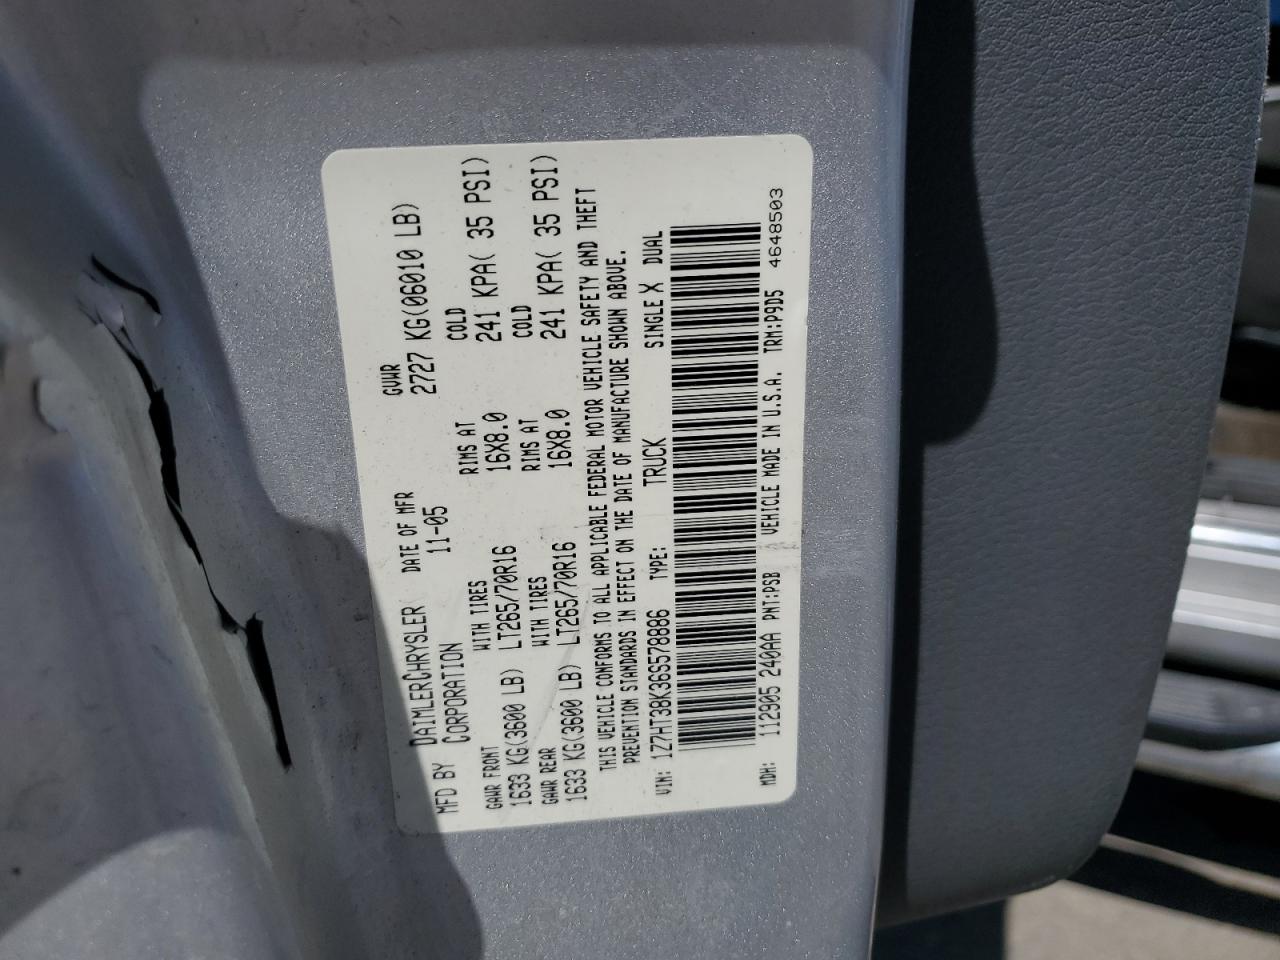 MFD BY DAIMLERCHRYSLER CORPORATION DATE OF MFR 11-05 GVWR 2727 KG(06010 LB)
GAWR FRONT WITH TIRES RIMS AT COLD
1633 KG(3600 LB) LT265/70R16 16X8.0 241 KPA( 35 PSI)
GAWR REAR WITH TIRES RIMS AT COLD
1633 KG(3600 LB) LT265/70R16 16X8.0 241 KPA( 35 PSI)
THIS VEHICLE CONFORMS TO ALL APPLICABLE FEDERAL MOTOR VEHICLE SAFETY AND THEFT
PREVENTION STANDARDS IN EFFECT ON THE DATE OF MANUFACTURE SHOWN ABOVE.
VIN: 1Z7HT38K36S578886 TYPE: TRUCK SINGLE X DUAL
MDH: 112905 240AA PNT:PSB VEHICLE MADE IN U.S.A. TRM:P9D5 4648503